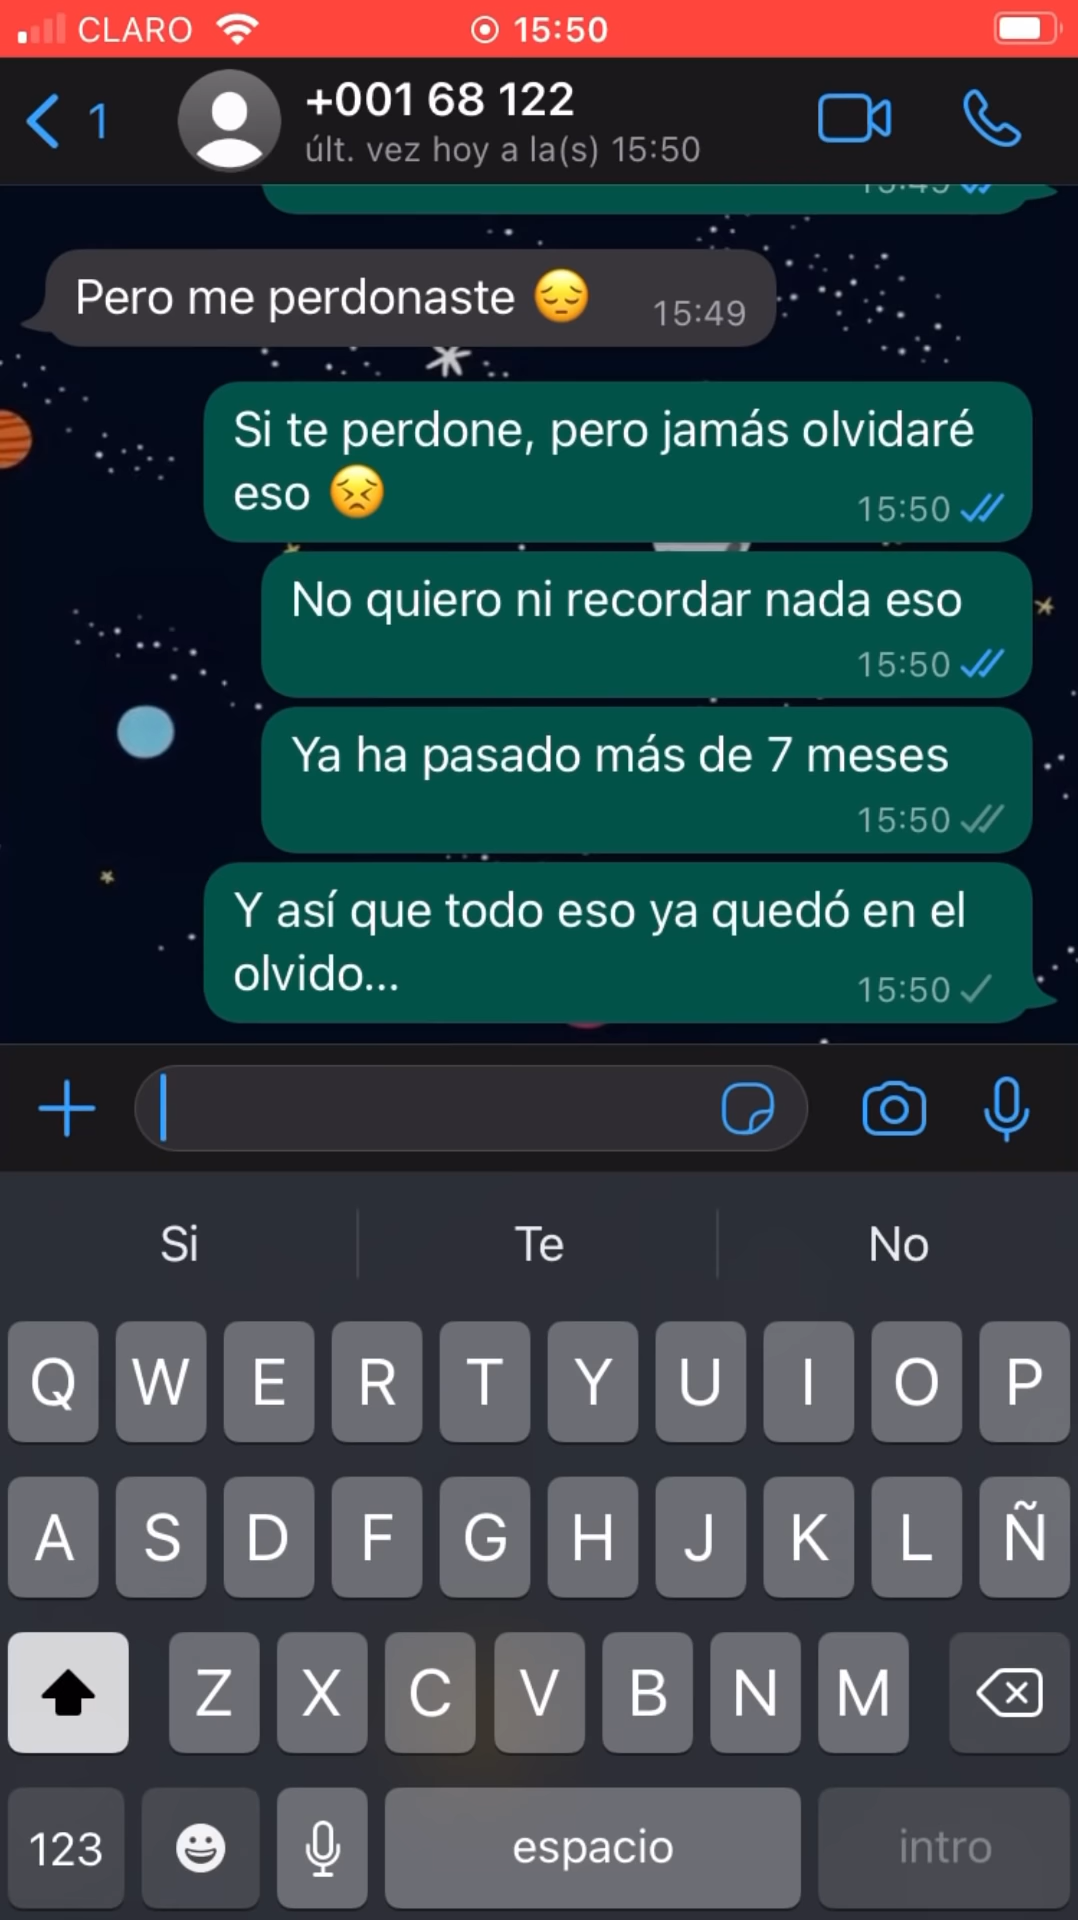 CLARO 15:50
1
+001 68 122
últ. vez hoy a la(s) 15:50
15:49
Pero me perdonaste 😔 15:49
Si te perdone, pero jamás olvidaré
eso 😣 15:50
No quiero ni recordar nada eso
15:50
Ya ha pasado más de 7 meses
15:50
Y así que todo eso ya quedó en el
olvido... 15:50
Si Te No
Q W E R T Y U I O P
A S D F G H J K L Ñ
Z X C V B N M
123 espacio intro